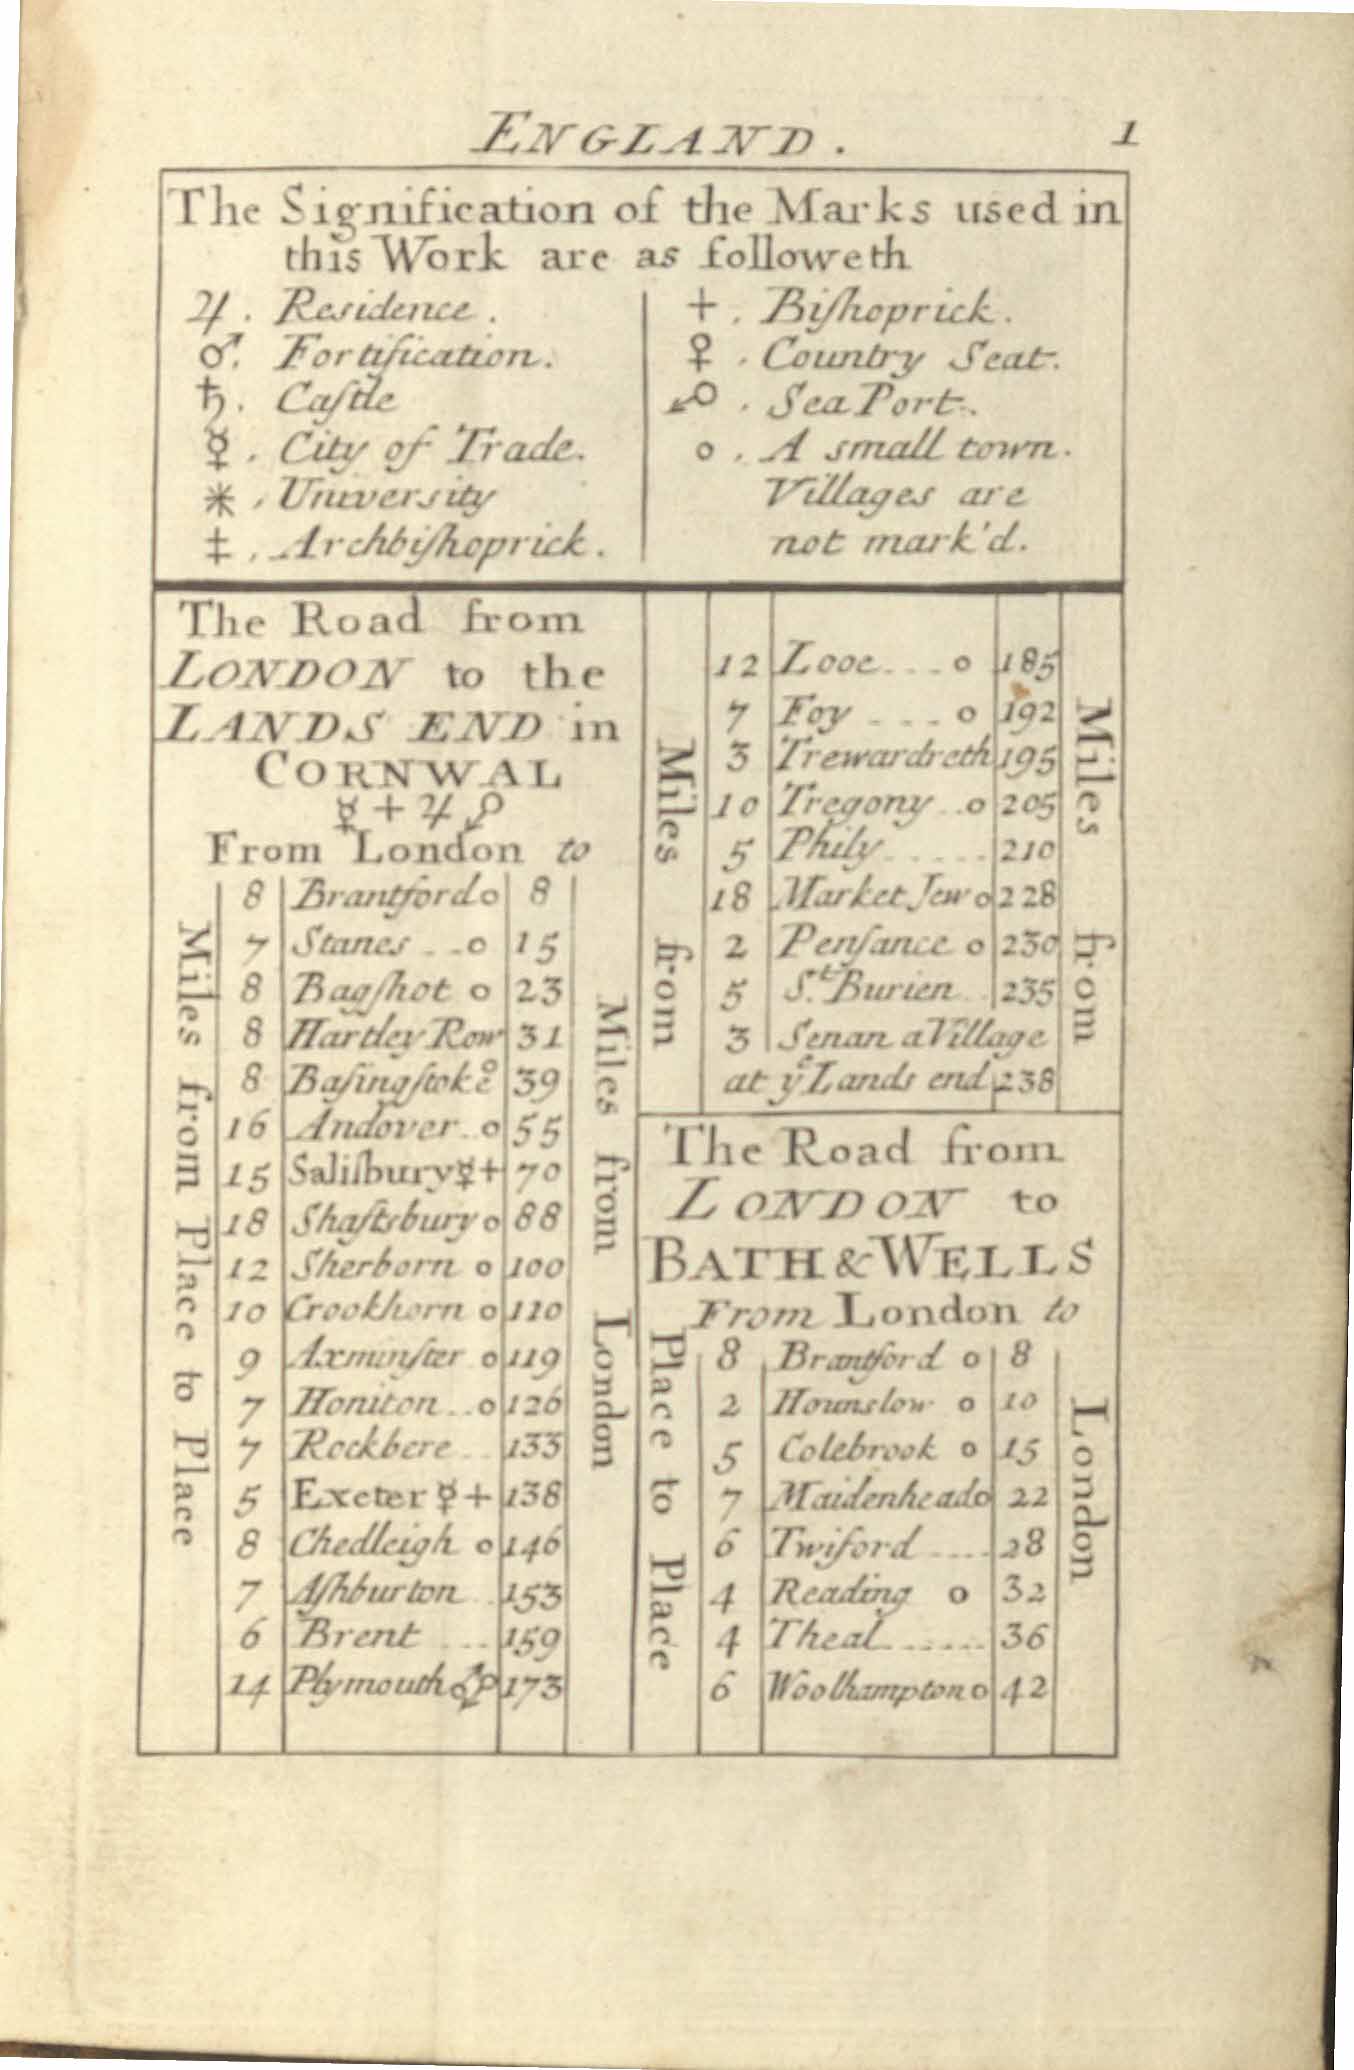 ENGLAND.
1
The Signification of the Marks used in
this Work are as followeth
♃. Residence.
♂. Fortification.
♄. Caſtle
☿. City of Trade.
✳. University
‡. Archbiſhoprick.
+. Biſhoprick.
♀. Country Seat.
Sea Port.
o. A small town.
Villages are
not mark'd.
The Road from
LONDON to the
LANDS END in
CORNWAL
☿ + ♃
From London to
Miles from Place to Place
Miles from London
8 Brantford o 8
7 Stanes o 15
8 Bagſhot o 23
8 Hartley Row 31
8 Baſingſtoke o 39
16 Andover o 55
15 Saliſbury ☿ + 70
18 Shaftsbury o 88
12 Sherborn o 100
10 Crookhorn o 110
9 Axminſter o 119
7 Honiton o 126
7 Rockbere 133
5 Exeter ☿ + 138
8 Chedleigh o 146
7 Aſhburton 153
6 Brent 159
14 Plymouth ♂ 173
Miles from
Miles from
12 Looe o 185
7 Foy o 192
3 Trewardreth 195
10 Tregony o 205
5 Phily 210
18 Market Jew o 228
2 Penſance o 230
5 St. Burien 235
3 Senan a Village
at ye Lands end 238
The Road from
LONDON to
BATH & WELLS
From London to
Place to Place
London
8 Brantford o 8
2 Hounslow o 10
5 Colebrook o 15
7 Maidenhead o 22
6 Twiford 28
4 Reading o 32
4 Theal 36
6 Woolhampton o 42